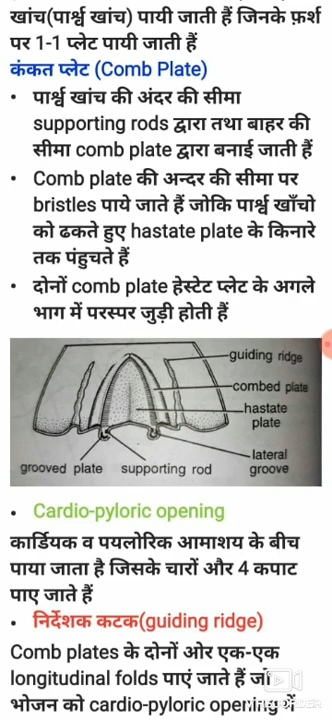 खांच(पार्श्व खांच) पायी जाती हैं जिनके फ़र्श
पर 1-1 प्लेट पायी जाती हैं
कंकत प्लेट (Comb Plate)
• पार्श्व खांच की अंदर की सीमा
supporting rods द्वारा तथा बाहर की
सीमा comb plate द्वारा बनाई जाती हैं
• Comb plate की अन्दर की सीमा पर
bristles पाये जाते हैं जोकि पार्श्व खाँचो
को ढकते हुए hastate plate के किनारे
तक पंहुचते हैं
• दोनों comb plate हेस्टेट प्लेट के अगले
भाग में परस्पर जुड़ी होती हैं
guiding ridge
combed plate
hastate
plate
lateral
groove
grooved plate supporting rod
• Cardio-pyloric opening
कार्डियक व पयलोरिक आमाशय के बीच
पाया जाता है जिसके चारों और 4 कपाट
पाए जाते हैं
• निर्देशक कटक(guiding ridge)
Comb plates के दोनों ओर एक-एक
longitudinal folds पाएं जाते हैं जो
भोजन को cardio-pyloric opening में